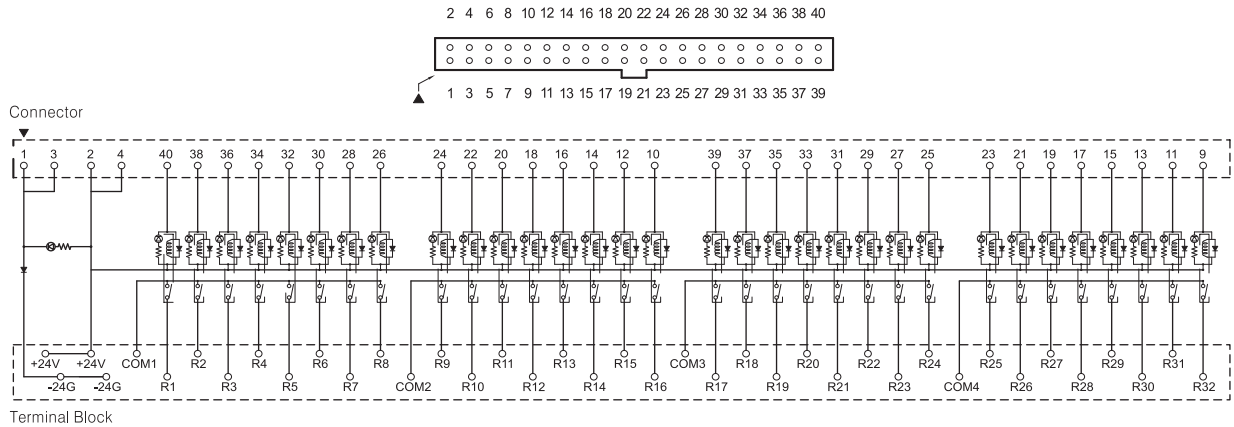 2 4 6 8 10 12 14 16 18 20 22 24 26 28 30 32 34 36 38 40
1 3 5 7 9 11 13 15 17 19 21 23 25 27 29 31 33 35 37 39
Connector
1 3 2 4 40 38 36 34 32 30 28 26 24 22 20 18 16 14 12 10 39 37 35 33 31 29 27 25 23 21 19 17 15 13 11 9
+24V +24V COM1 R2 R4 R6 R8 R9 R11 R13 R15 COM3 R18 R20 R22 R24 R25 R27 R29 R31
-24G -24G R1 R3 R5 R7 COM2 R10 R12 R14 R16 R17 R19 R21 R23 COM4 R26 R28 R30 R32
Terminal Block